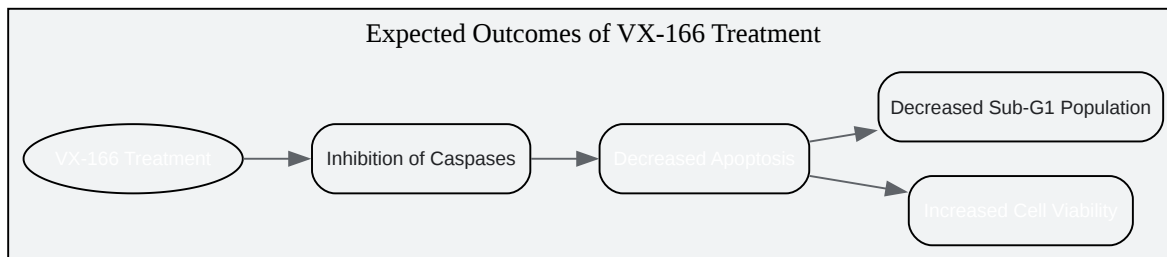 Expected Outcomes of VX-166 Treatment
VX-166 Treatment
Inhibition of Caspases
Decreased Apoptosis
Decreased Sub-G1 Population
Increased Cell Viability